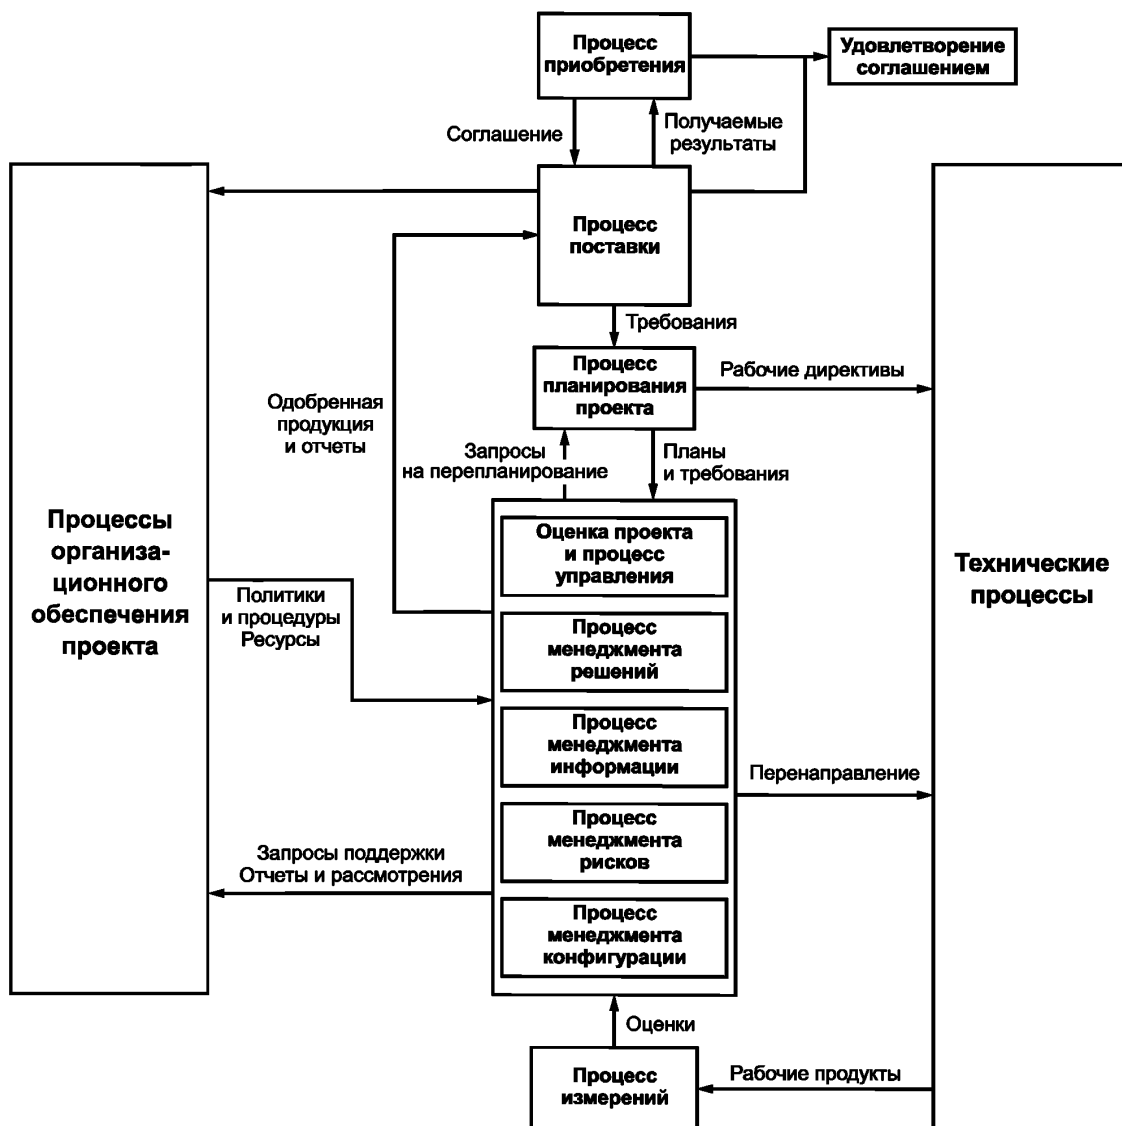 Процесс
приобретения
Удовлетворение
соглашением
Соглашение
Получаемые
результаты
Процесс
поставки
Требования
Процесс
планирования
проекта
Рабочие директивы
Одобренная
продукция
и отчеты
Запросы
на перепланирование
Планы
и требования
Процессы
организа-
ционного
обеспечения
проекта
Оценка проекта
и процесс
управления
Технические
процессы
Политики
и процедуры
Ресурсы
Процесс
менеджмента
решений
Процесс
менеджмента
информации
Перенаправление
Процесс
менеджмента
рисков
Запросы поддержки
Отчеты и рассмотрения
Процесс
менеджмента
конфигурации
Оценки
Процесс
измерений
Рабочие продукты